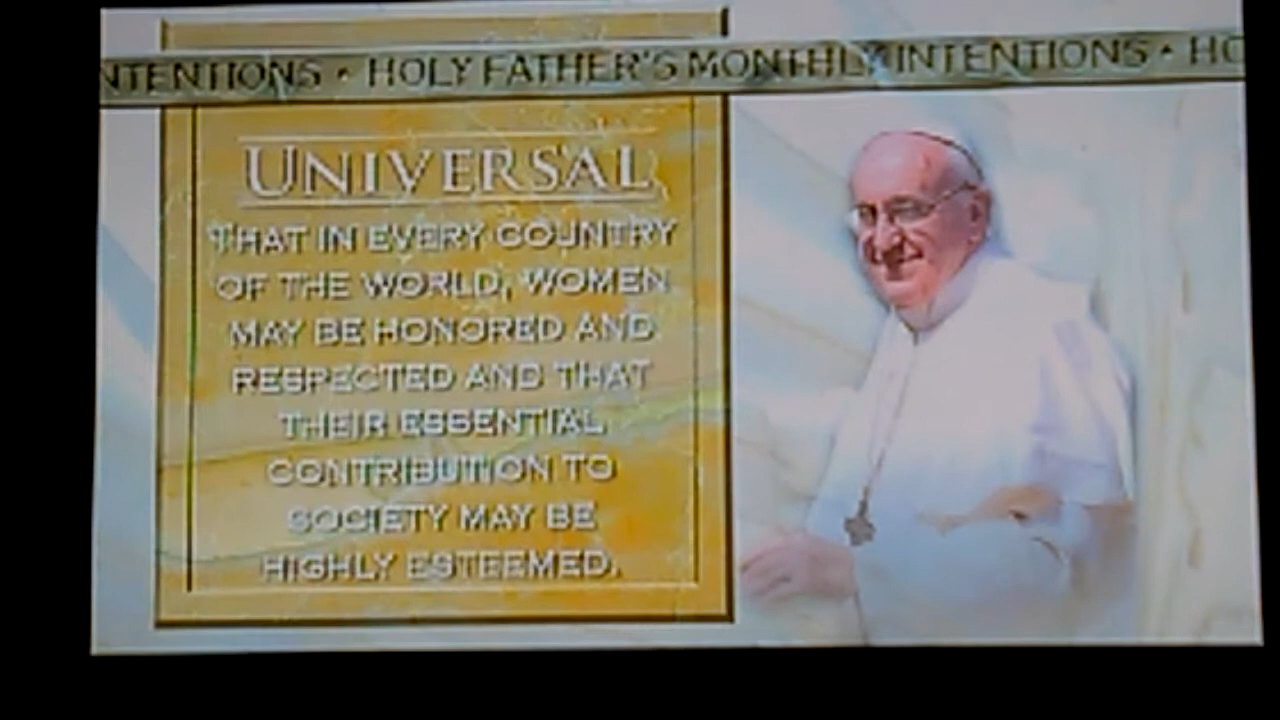 NTENTIONS • HOLY FATHER'S MONTHLY INTENTIONS • HO
UNIVERSAL
THAT IN EVERY COUNTRY
OF THE WORLD, WOMEN
MAY BE HONORED AND
RESPECTED AND THAT
THEIR ESSENTIAL
CONTRIBUTION TO
SOCIETY MAY BE
HIGHLY ESTEEMED.